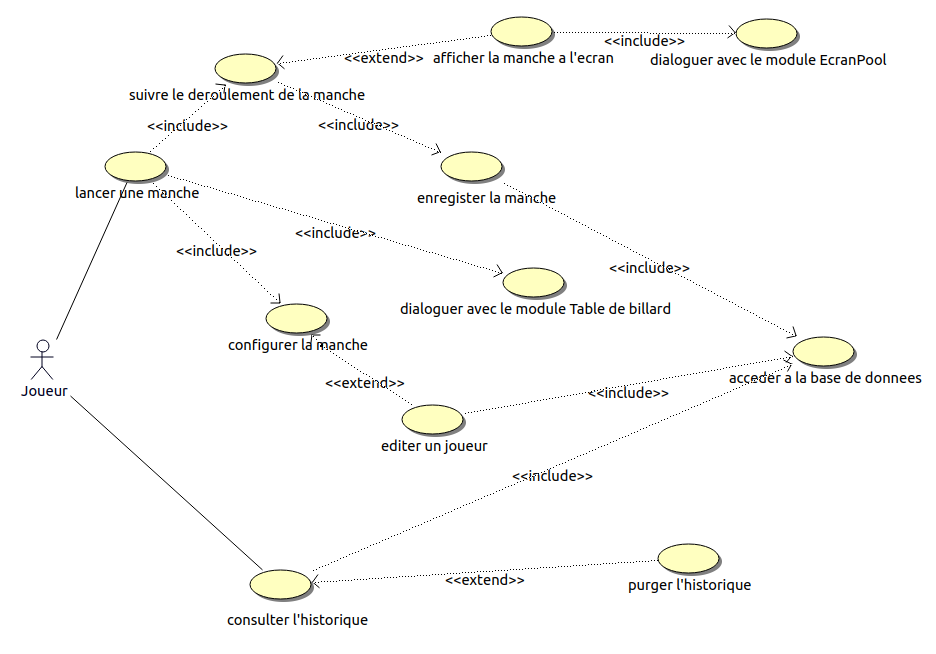 <<include>>
<<extend>> afficher la manche a l'ecran
dialoguer avec le module EcranPool
suivre le deroulement de la manche
<<include>>
<<include>>
lancer une manche
enregister la manche
<<include>>
<<include>>
<<include>>
dialoguer avec le module Table de billard
configurer la manche
acceder a la base de donnees
<<extend>>
<<include>>
Joueur
editer un joueur
<<include>>
<<extend>>
purger l'historique
consulter l'historique